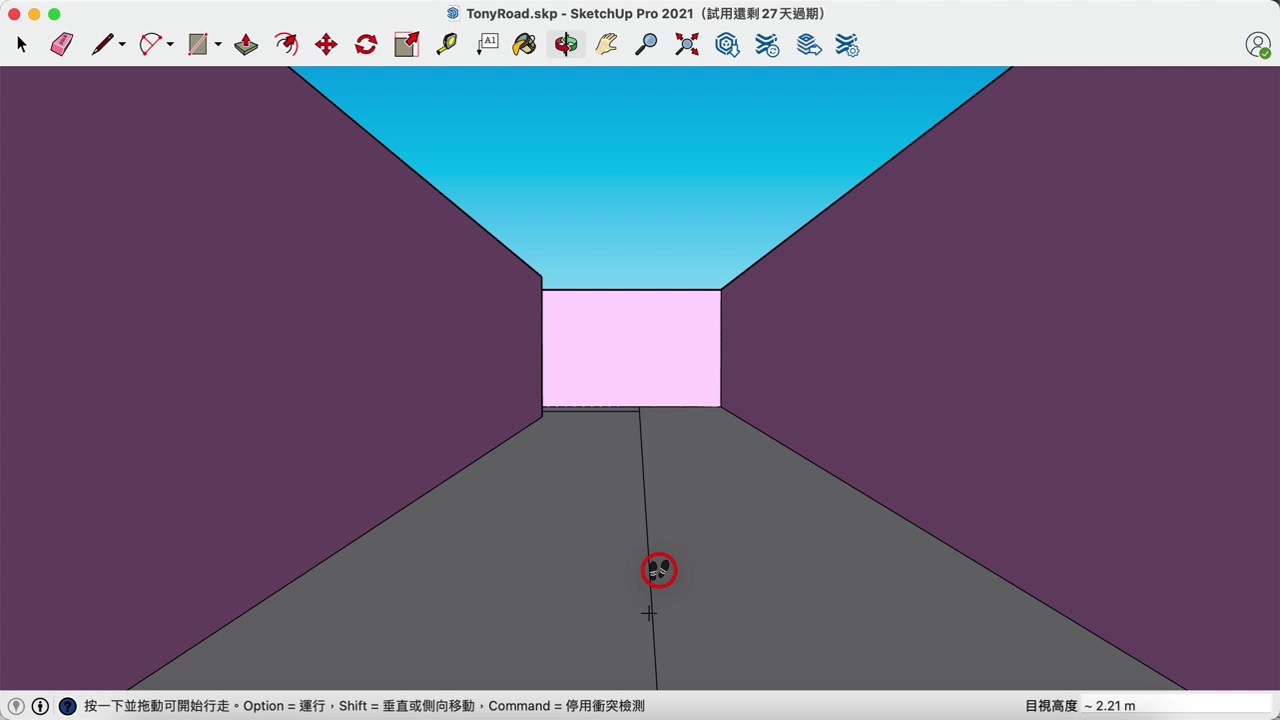 TonyRoad.skp - SketchUp Pro 2021（試用還剩 27 天過期）
A1
按一下並拖動可開始行走。Option = 運行，Shift = 垂直或側向移動，Command = 停用衝突檢測
目視高度 ~ 2.21 m